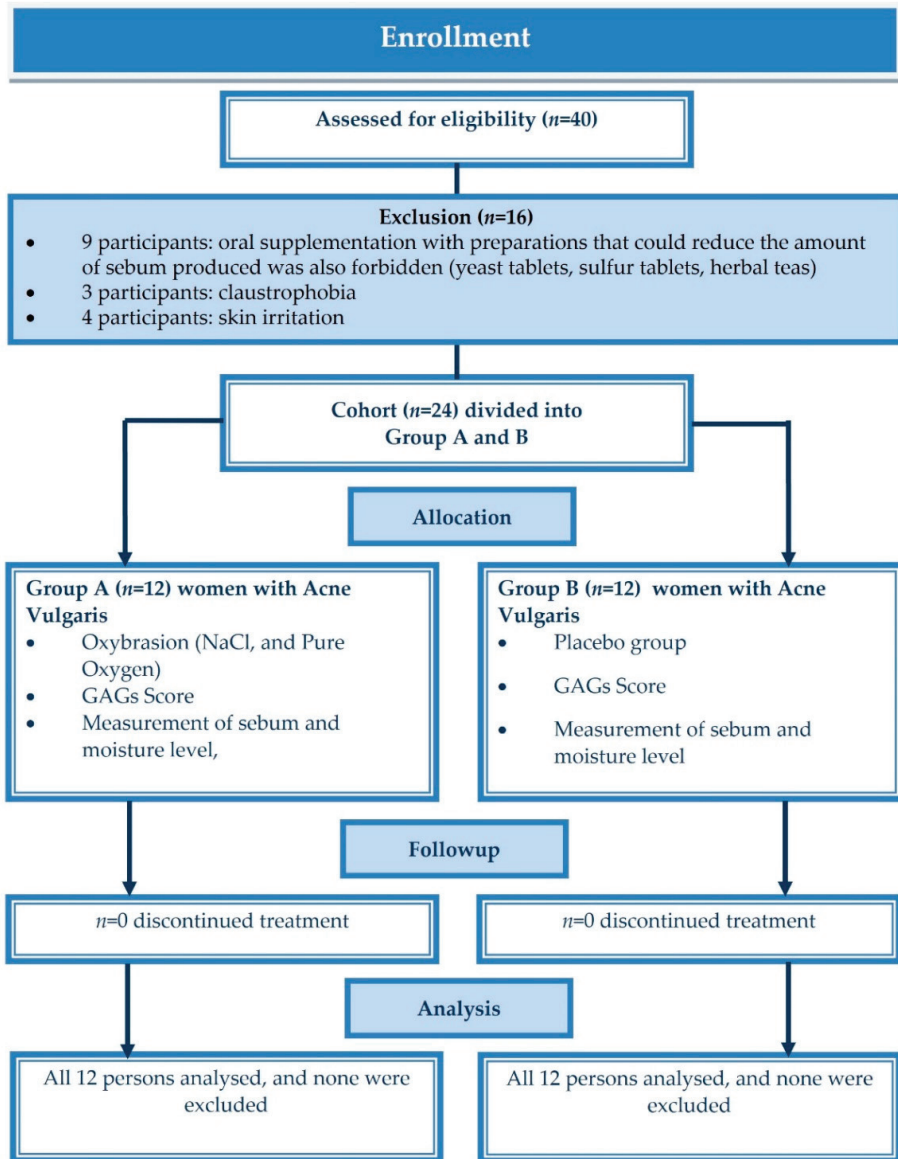 Enrollment
Assessed for eligibility (n=40)
Exclusion (n=16)
• 9 participants: oral supplementation with preparations that could reduce the amount
of sebum produced was also forbidden (yeast tablets, sulfur tablets, herbal teas)
• 3 participants: claustrophobia
• 4 participants: skin irritation
Cohort (n=24) divided into
Group A and B
Allocation
Group A (n=12) women with Acne
Vulgaris
• Oxybrasion (NaCl, and Pure
Oxygen)
• GAGs Score
• Measurement of sebum and
moisture level,
Group B (n=12) women with Acne
Vulgaris
• Placebo group
• GAGs Score
• Measurement of sebum and
moisture level
Followup
n=0 discontinued treatment
n=0 discontinued treatment
Analysis
All 12 persons analysed, and none were
excluded
All 12 persons analysed, and none were
excluded